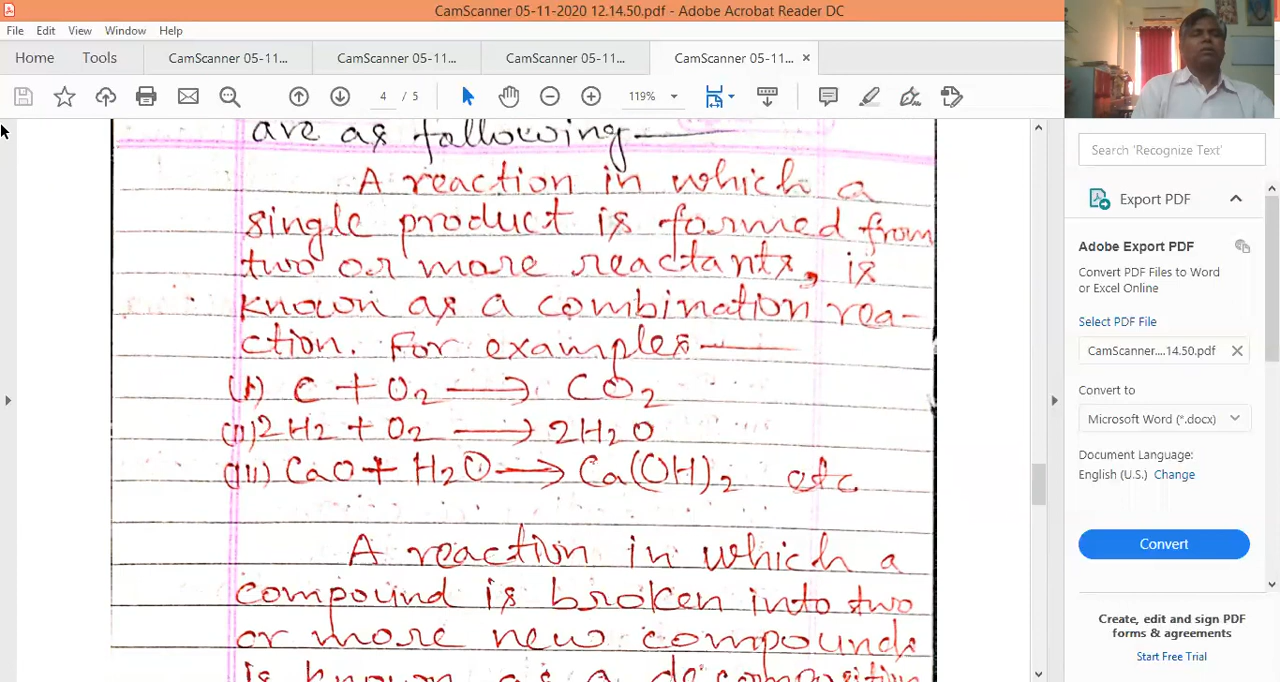 CamScanner 05-11-2020 12.14.50.pdf - Adobe Acrobat Reader DC
File Edit View Window Help
Home Tools CamScanner 05-11... CamScanner 05-11... CamScanner 05-11... CamScanner 05-11... ×
4 / 5 119%
are as following—
A reaction in which a
single product is formed from
two or more reactants, is
known as a combination rea-
ction. For examples—
(i) C + O₂ → CO₂
(ii) 2H₂ + O₂ → 2H₂O
(iii) CaO + H₂O → Ca(OH)₂ etc
A reaction in which a
compound is broken into two
or more new compounds
is known as a decomposition
Search 'Recognize Text'
Export PDF
Adobe Export PDF
Convert PDF Files to Word
or Excel Online
Select PDF File
CamScanner....14.50.pdf
Convert to
Microsoft Word (*.docx)
Document Language:
English (U.S.) Change
Convert
Create, edit and sign PDF
forms & agreements
Start Free Trial